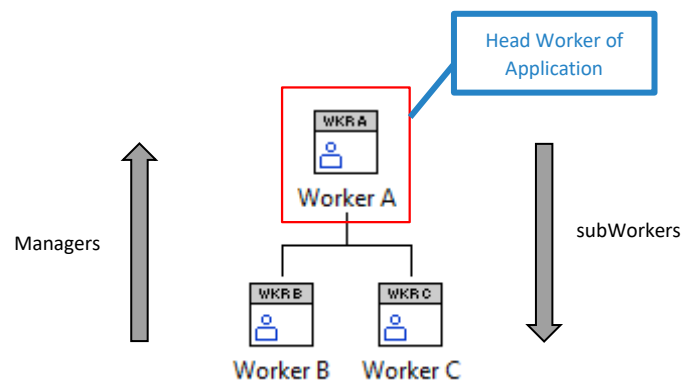 Head Worker of
Application
WKR A
Worker A
Managers
subWorkers
WKR B
WKR C
Worker B
Worker C